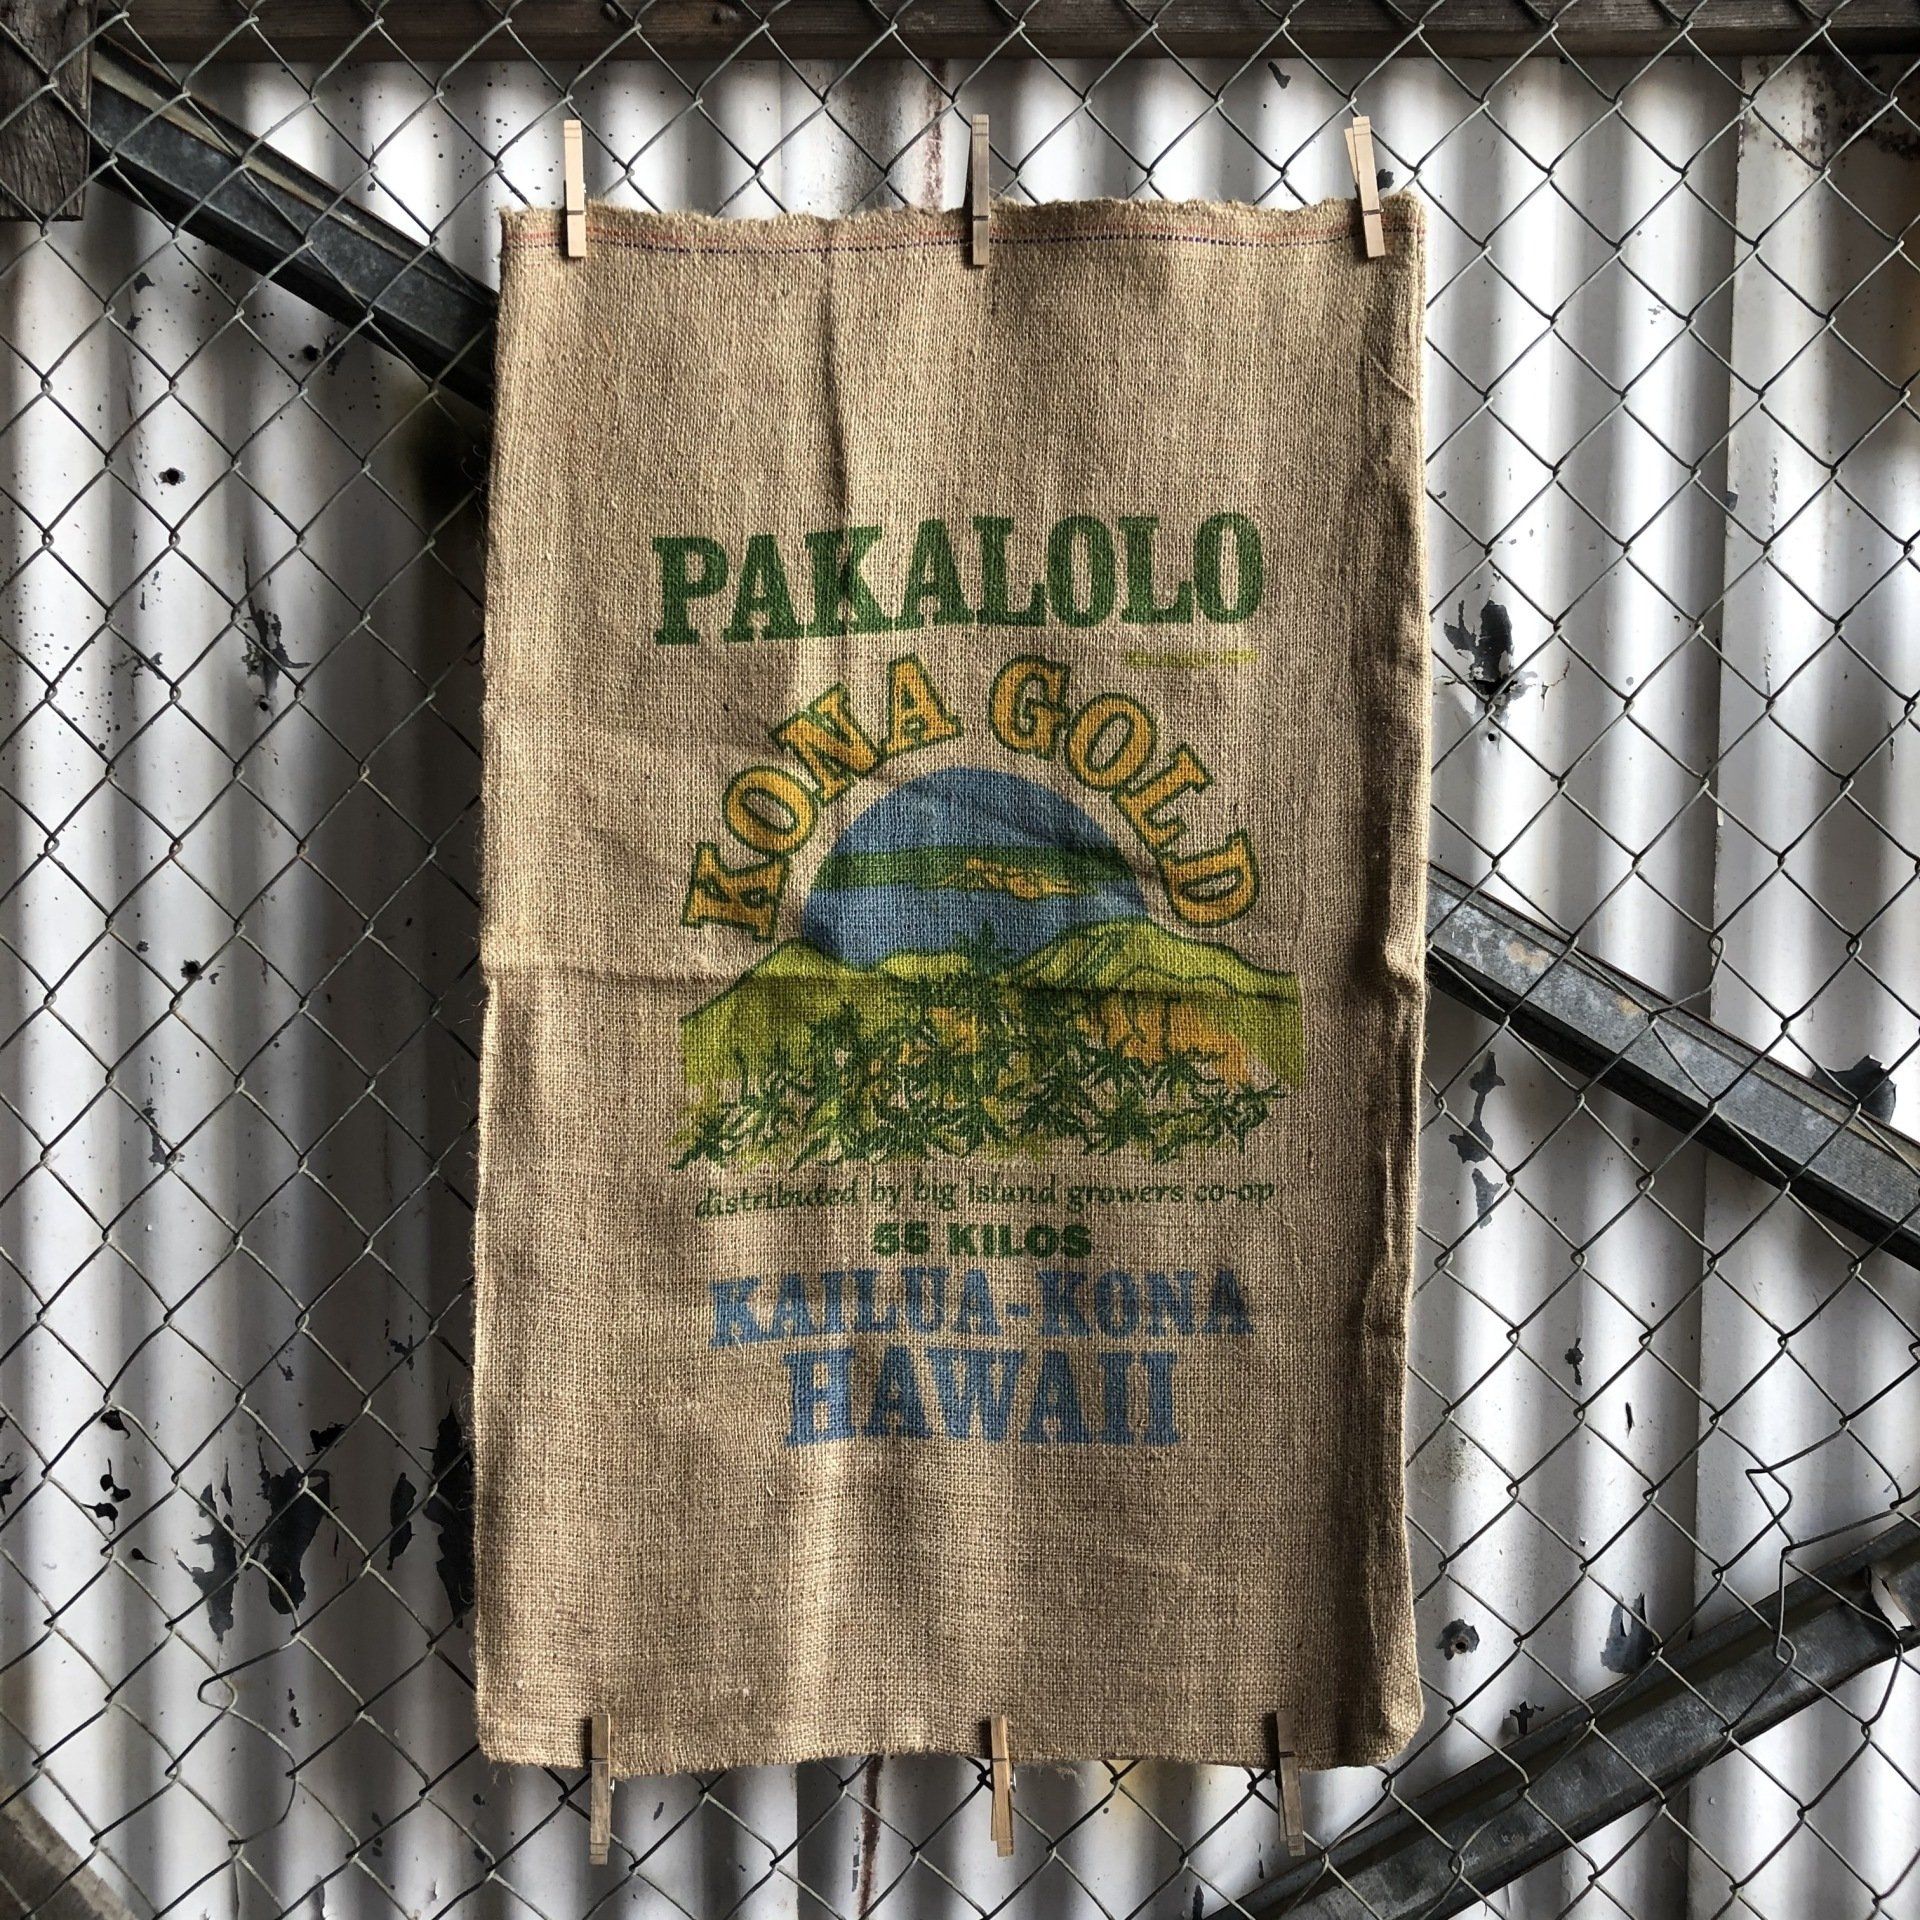 PAKALOLO
KONA GOLD
distributed by big island growers co-op
55 KILOS
KAILUA-KONA
HAWAII